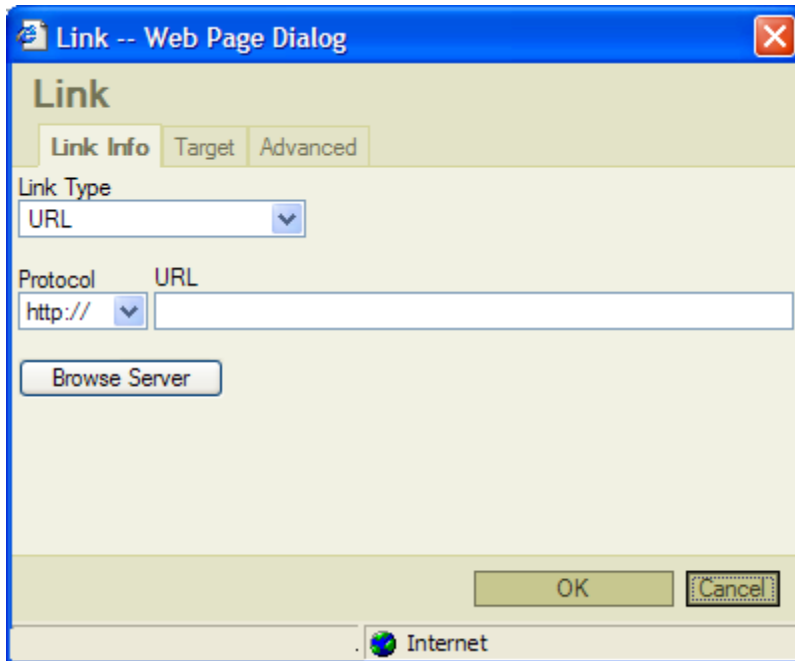 Link -- Web Page Dialog
Link
Link Info Target Advanced
Link Type
URL
Protocol URL
http://
Browse Server
OK Cancel
. Internet